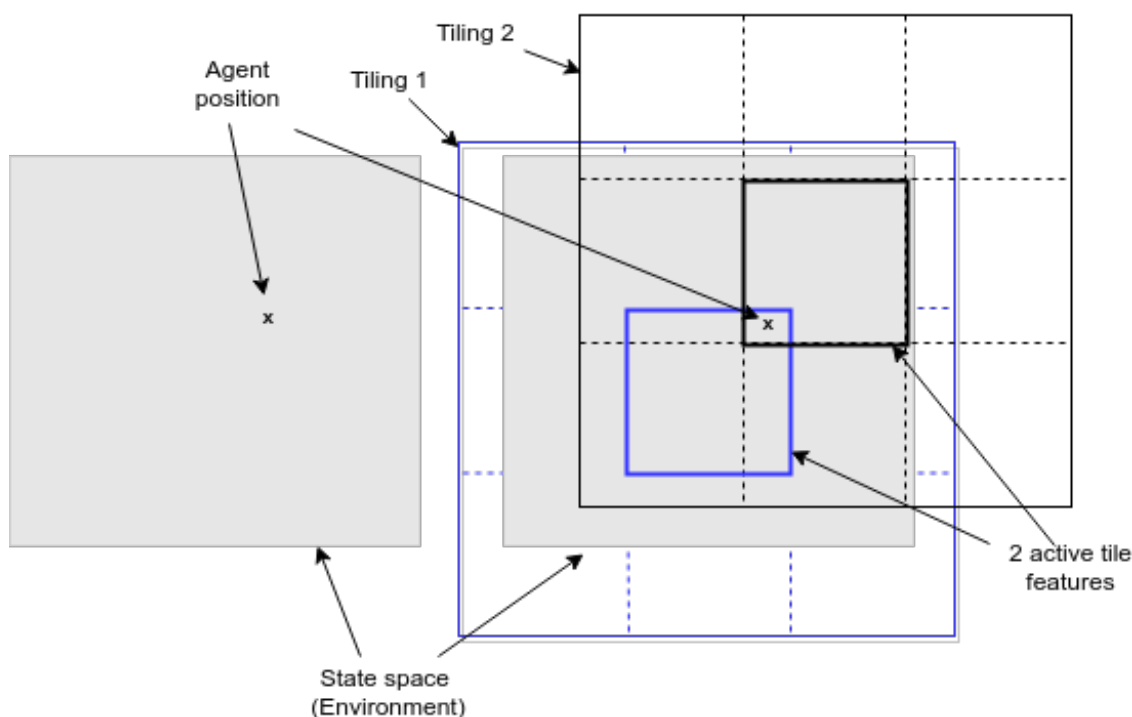 Tiling 2
Tiling 1
Agent
position
x
x
2 active tile
features
State space
(Environment)